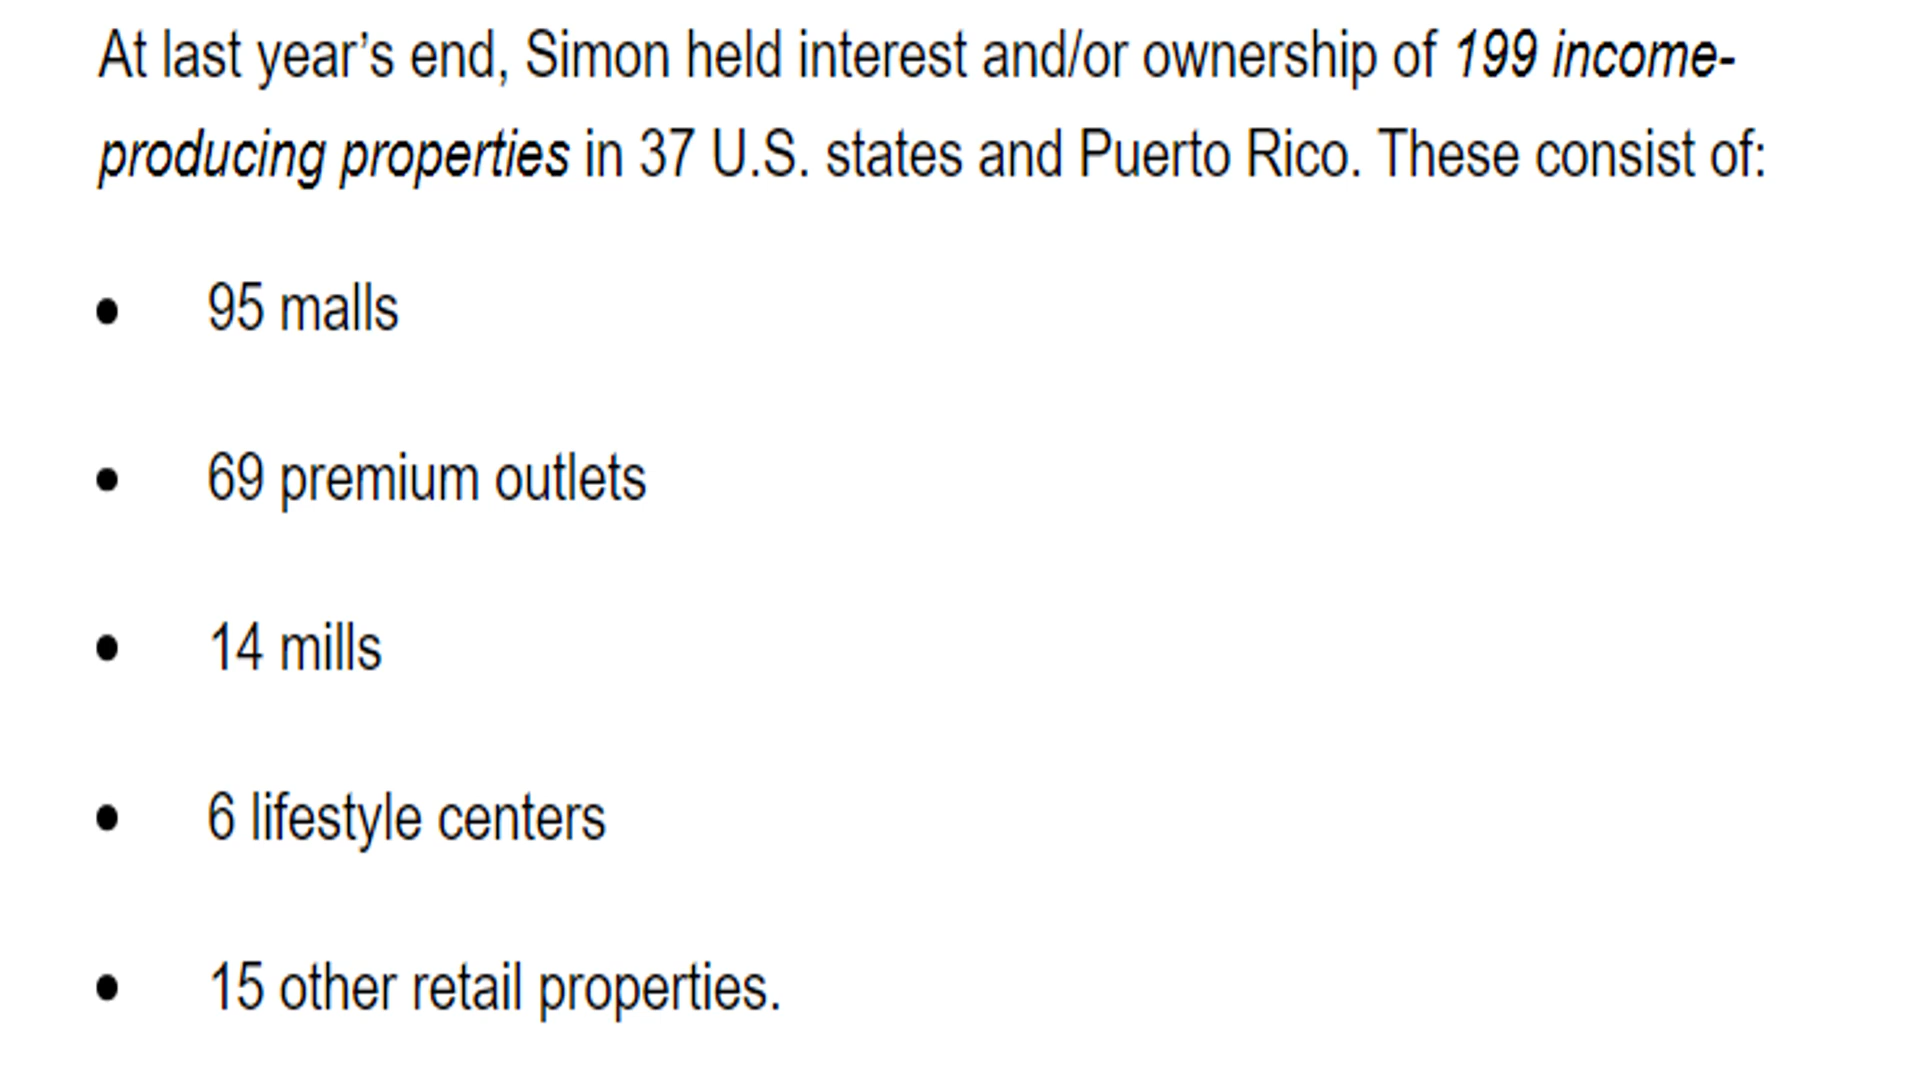 At last year’s end, Simon held interest and/or ownership of 199 income-
producing properties in 37 U.S. states and Puerto Rico. These consist of:
• 95 malls
• 69 premium outlets
• 14 mills
• 6 lifestyle centers
• 15 other retail properties.